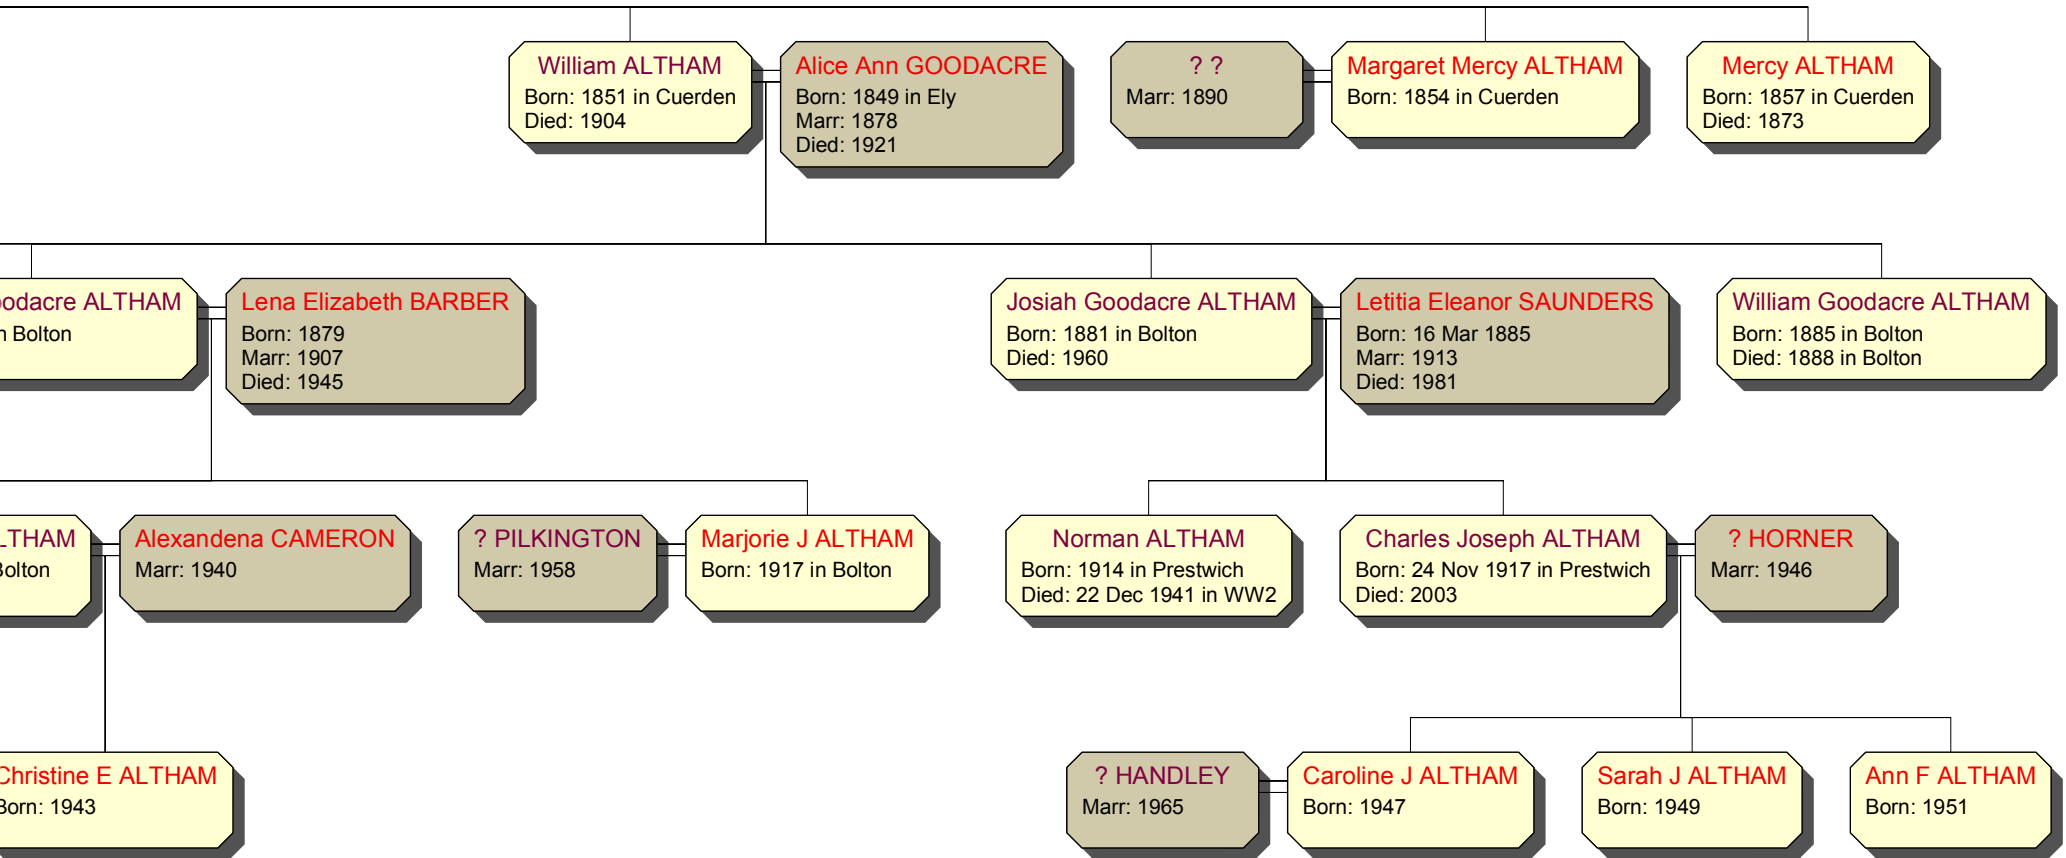 William ALTHAM
Born: 1851 in Cuerden
Died: 1904
Alice Ann GOODACRE
Born: 1849 in Ely
Marr: 1878
Died: 1921
? ?
Marr: 1890
Margaret Mercy ALTHAM
Born: 1854 in Cuerden
Mercy ALTHAM
Born: 1857 in Cuerden
Died: 1873
ALTHAM
Bolton
Lena Elizabeth BARBER
Born: 1879
Marr: 1907
Died: 1945
Josiah Goodacre ALTHAM
Born: 1881 in Bolton
Died: 1960
Letitia Eleanor SAUNDERS
Born: 16 Mar 1885
Marr: 1913
Died: 1981
William Goodacre ALTHAM
Born: 1885 in Bolton
Died: 1888 in Bolton
Alexandena CAMERON
Marr: 1940
? PILKINGTON
Marr: 1958
Marjorie J ALTHAM
Born: 1917 in Bolton
Norman ALTHAM
Born: 1914 in Prestwich
Died: 22 Dec 1941 in WW2
Charles Joseph ALTHAM
Born: 24 Nov 1917 in Prestwich
Died: 2003
? HORNER
Marr: 1946
Christine E ALTHAM
Born: 1943
? HANDLEY
Marr: 1965
Caroline J ALTHAM
Born: 1947
Sarah J ALTHAM
Born: 1949
Ann F ALTHAM
Born: 1951